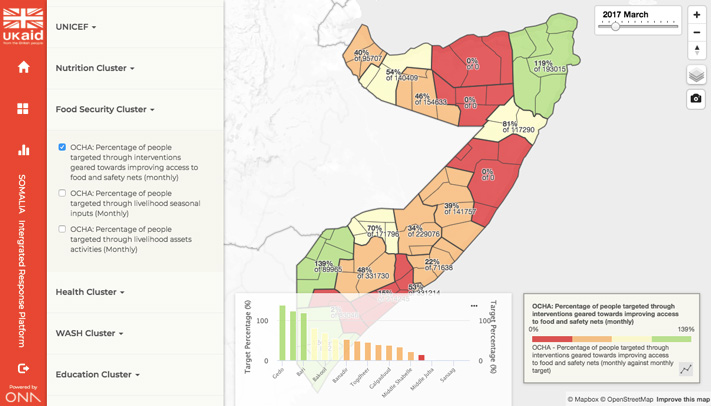 ukaid
from the British people
SOMALIA Intergrated Response Platform
Powered by
ONA
UNICEF
Nutrition Cluster
Food Security Cluster
OCHA: Percentage of people
targeted through interventions
geared towards improving access
to food and safety nets (monthly)
OCHA: Percentage of people
targeted through livelihood seasonal
inputs (Monthly)
OCHA: Percentage of people
targeted through livelihood assets
activities (Monthly)
Health Cluster
WASH Cluster
Education Cluster
2017 March
40%
of 95707
54%
of 140409
46%
of 154633
0%
of 0
0%
of 0
119%
of 193015
81%
of 117290
0%
of 0
39%
of 141757
70%
of 171796
34%
of 229076
139%
of 89965
48%
of 331730
22%
of 71638
53%
Target Percentage (%)
100
0
Gedo
Bari
Bakool
Banadir
Togdheer
Galgaduud
Middle Shabelle
Middle Juba
Sanaag
100
0
Target Percentage (%)
OCHA: Percentage of people targeted through
interventions geared towards improving access
to food and safety nets (monthly)
0%
139%
OCHA - Percentage of people targeted through
interventions geared towards improving access to
food and safety nets (monthly against monthly
target)
© Mapbox © OpenStreetMap Improve this map